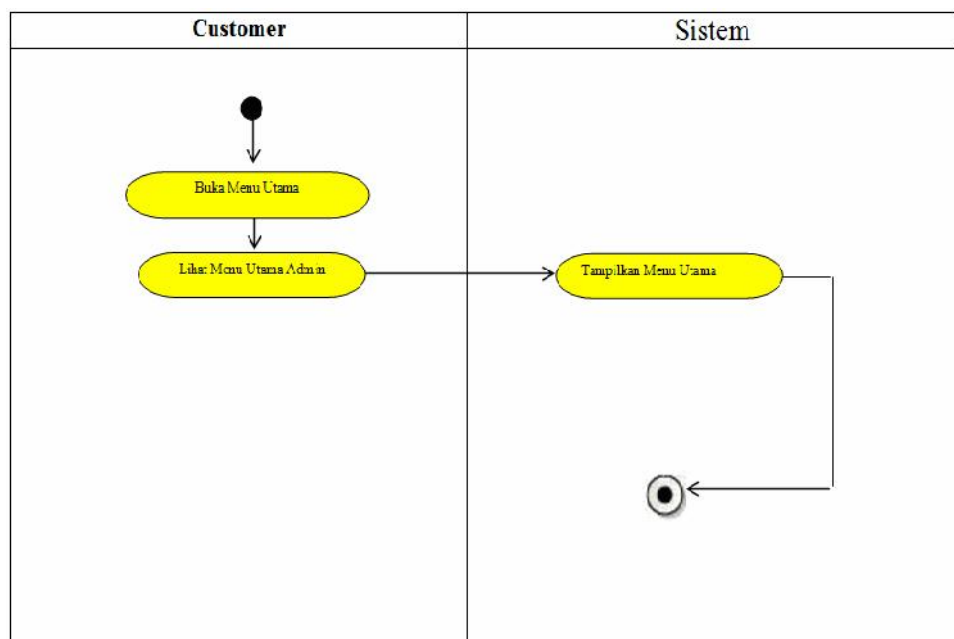 Customer
Sistem
Buka Menu Utama
Lihat Menu Utama Admin
Tampilkan Menu Utama